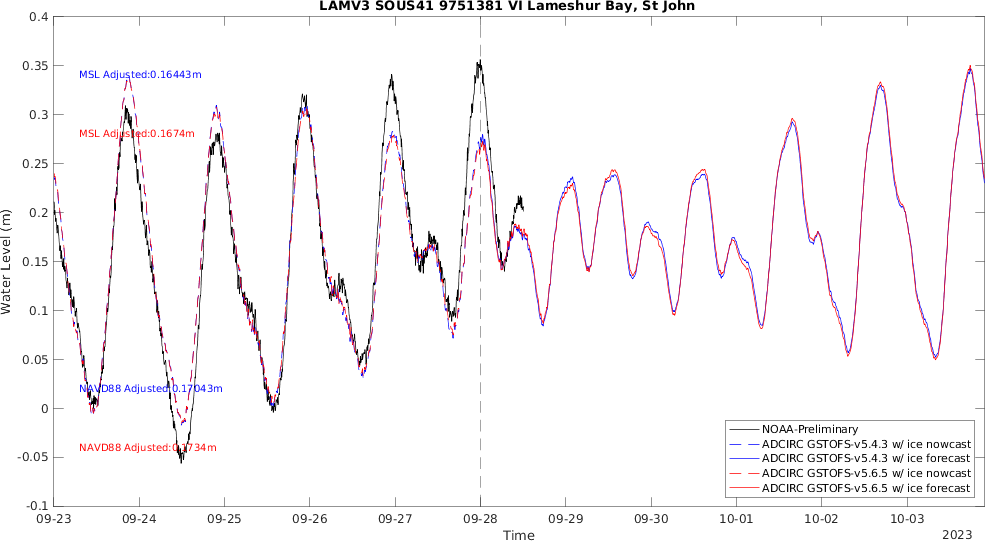 LAMV3 SOUS41 9751381 VI Lameshur Bay, St John
0.4
0.35
0.3
0.25
0.2
0.15
0.1
0.05
0
-0.05
-0.1
Water Level (m)
MSL Adjusted:0.16443m
MSL Adjusted:0.1674m
NAVD88 Adjusted:0.17043m
NAVD88 Adjusted:0.1734m
NOAA-Preliminary
ADCIRC GSTOFS-v5.4.3 w/ ice nowcast
ADCIRC GSTOFS-v5.4.3 w/ ice forecast
ADCIRC GSTOFS-v5.6.5 w/ ice nowcast
ADCIRC GSTOFS-v5.6.5 w/ ice forecast
09-23 09-24 09-25 09-26 09-27 09-28 09-29 09-30 10-01 10-02 10-03
Time
2023